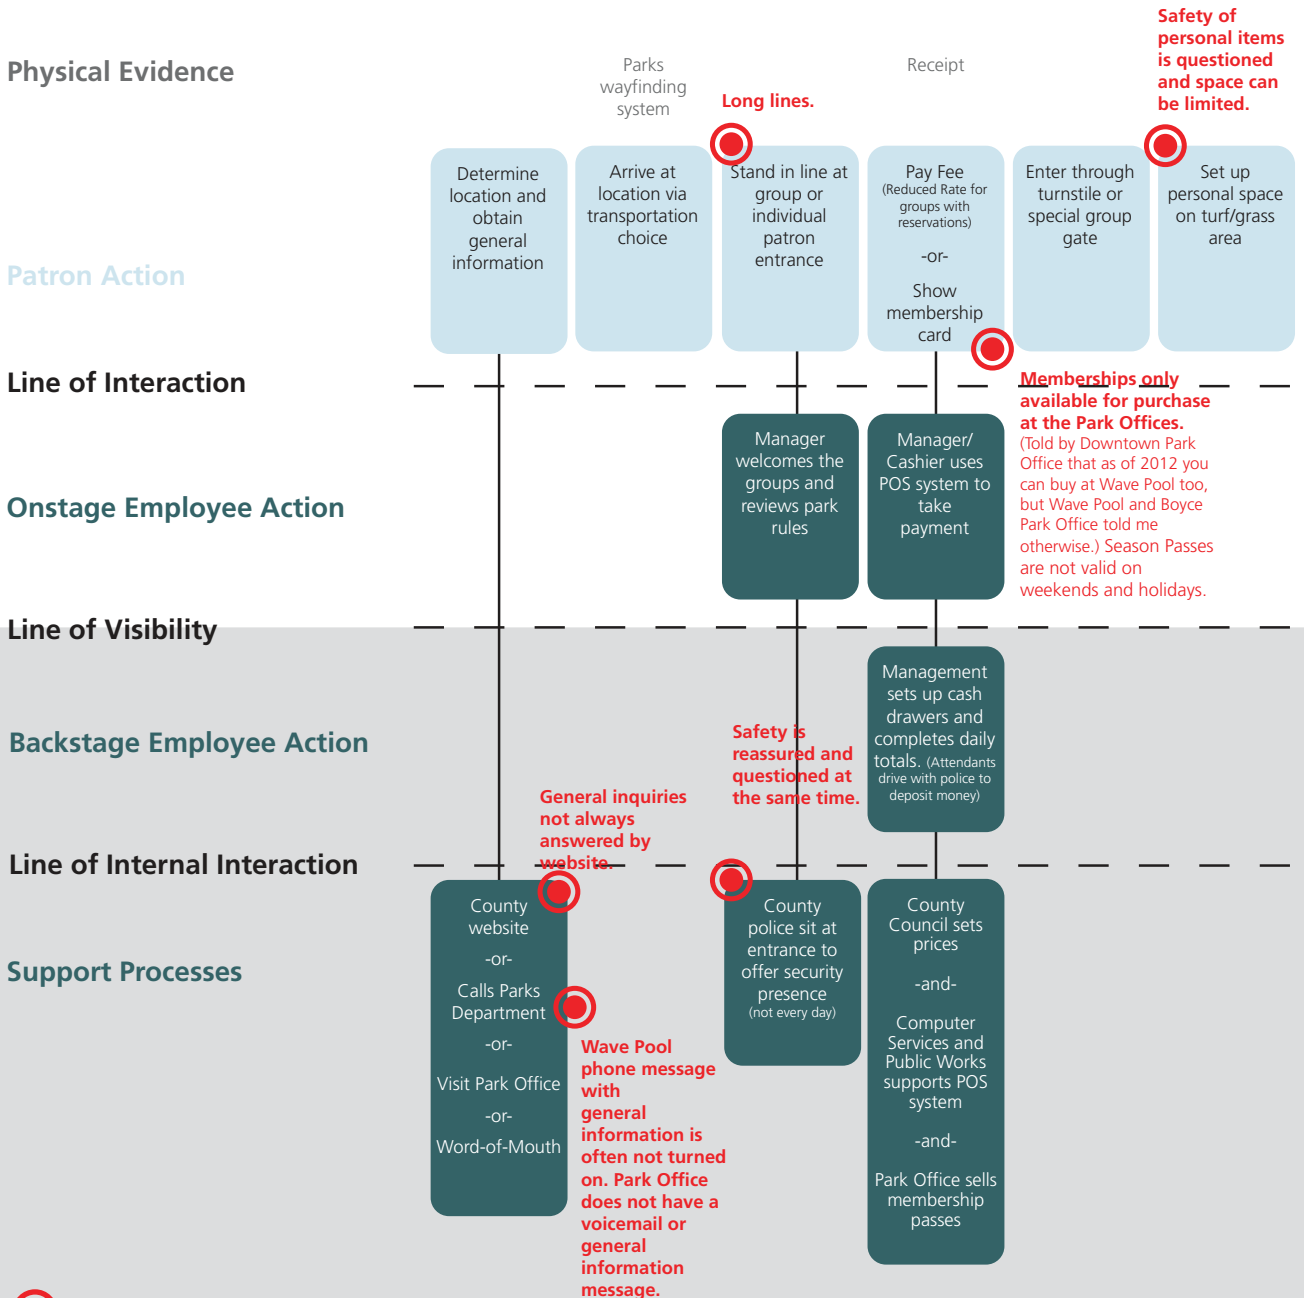 Physical Evidence
Parks
wayfinding
system
Long lines.
Receipt
Safety of
personal items
is questioned
and space can
be limited.
Patron Action
Determine
location and
obtain
general
information
Arrive at
location via
transportation
choice
Stand in line at
group or
individual
patron
entrance
Pay Fee
(Reduced Rate for
groups with
reservations)
-or-
Show
membership
card
Enter through
turnstile or
special group
gate
Set up
personal space
on turf/grass
area
Line of Interaction
Memberships only
available for purchase
at the Park Offices.
(Told by Downtown Park
Office that as of 2012 you
can buy at Wave Pool too,
but Wave Pool and Boyce
Park Office told me
otherwise.) Season Passes
are not valid on
weekends and holidays.
Onstage Employee Action
Manager
welcomes the
groups and
reviews park
rules
Manager/
Cashier uses
POS system to
take
payment
Line of Visibility
Backstage Employee Action
Management
sets up cash
drawers and
completes daily
totals. (Attendants
drive with police to
deposit money)
Safety is
reassured and
questioned at
the same time.
General inquiries
not always
answered by
website.
Line of Internal Interaction
Support Processes
County
website
-or-
Calls Parks
Department
-or-
Visit Park Office
-or-
Word-of-Mouth
Wave Pool
phone message
with
general
information is
often not turned
on. Park Office
does not have a
voicemail or
general
information
message.
County
police sit at
entrance to
offer security
presence
(not every day)
County
Council sets
prices
-and-
Computer
Services and
Public Works
supports POS
system
-and-
Park Office sells
membership
passes